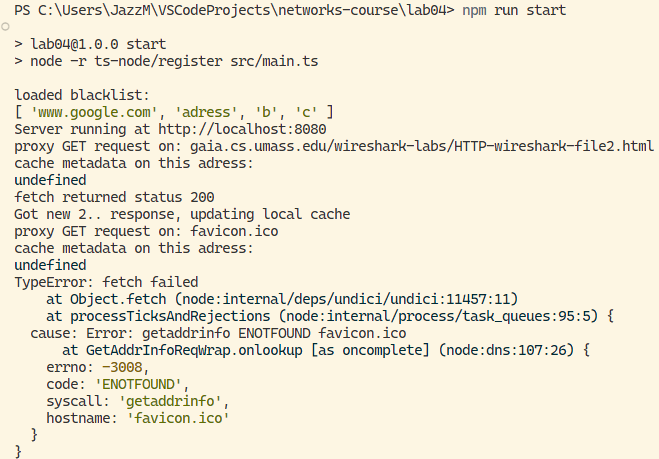 PS C:\Users\JazzM\VSCodeProjects\networks-course\lab04> npm run start
> lab04@1.0.0 start
> node -r ts-node/register src/main.ts
loaded blacklist:
[ 'www.google.com', 'adress', 'b', 'c' ]
Server running at http://localhost:8080
proxy GET request on: gaia.cs.umass.edu/wireshark-labs/HTTP-wireshark-file2.html
cache metadata on this adress:
undefined
fetch returned status 200
Got new 2.. response, updating local cache
proxy GET request on: favicon.ico
cache metadata on this adress:
undefined
TypeError: fetch failed
    at Object.fetch (node:internal/deps/undici/undici:11457:11)
    at processTicksAndRejections (node:internal/process/task_queues:95:5) {
  cause: Error: getaddrinfo ENOTFOUND favicon.ico
      at GetAddrInfoReqWrap.onlookup [as oncomplete] (node:dns:107:26) {
    errno: -3008,
    code: 'ENOTFOUND',
    syscall: 'getaddrinfo',
    hostname: 'favicon.ico'
  }
}